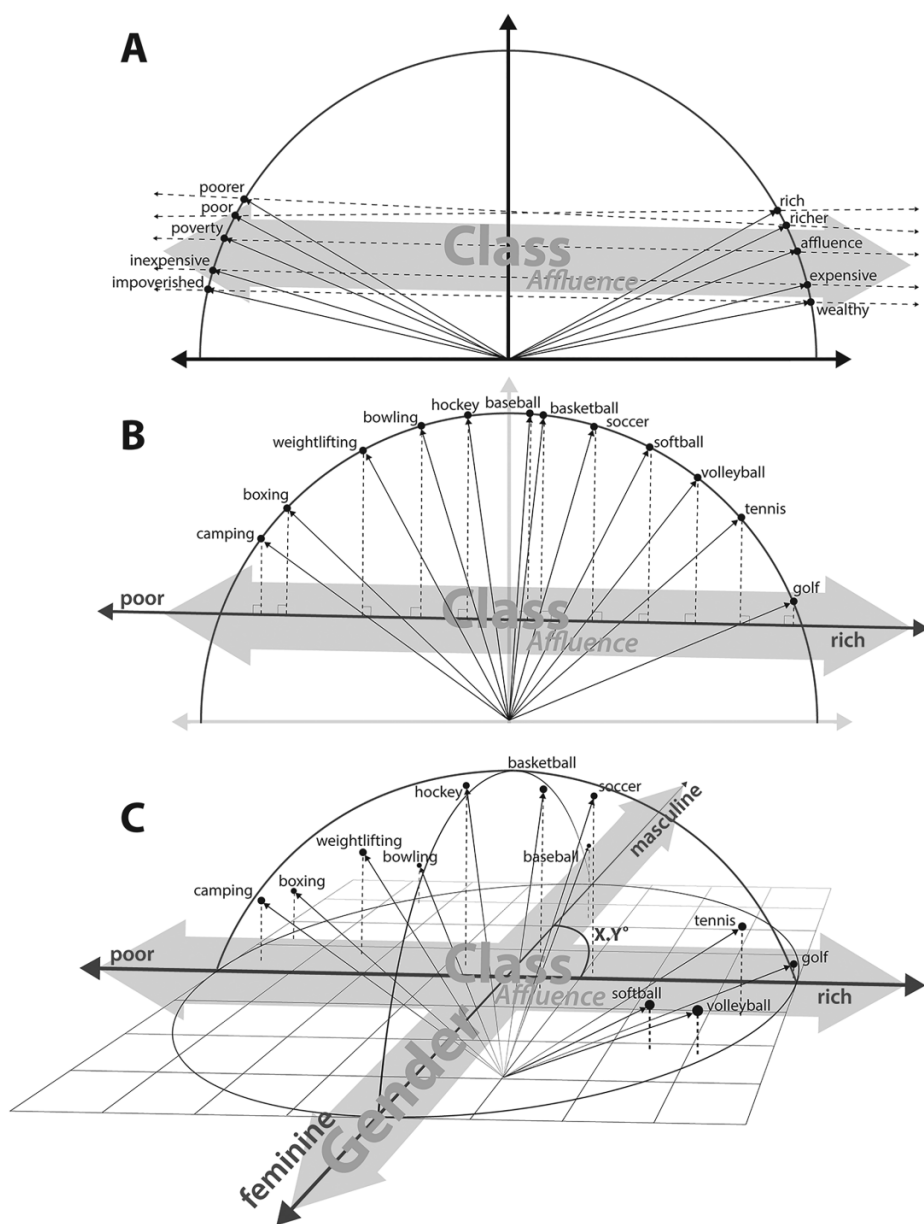 A
poorer
poor
poverty
inexpensive
impoverished
rich
richer
affluence
expensive
wealthy
Class
Affluence
B
camping
boxing
weightlifting
bowling
hockey
baseball
basketball
soccer
softball
volleyball
tennis
golf
poor
Class
Affluence
rich
C
basketball
hockey
soccer
masculine
weightlifting
bowling
baseball
camping
boxing
tennis
X.Y°
poor
Class
golf
Affluence
softball
volleyball
rich
Gender
feminine